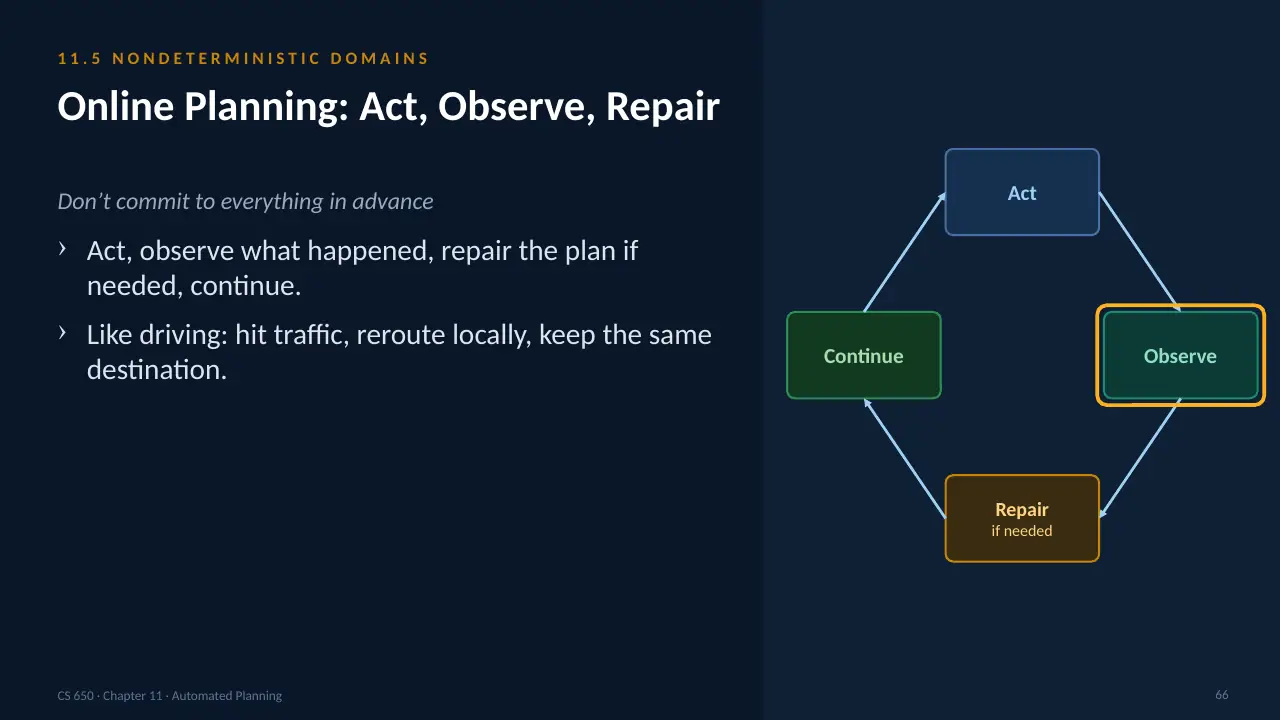 11.5 NONDETERMINISTIC DOMAINS
Online Planning: Act, Observe, Repair
Don’t commit to everything in advance
› Act, observe what happened, repair the plan if
needed, continue.
› Like driving: hit traffic, reroute locally, keep the same
destination.
Act
Continue
Observe
Repair
if needed
CS 650 · Chapter 11 · Automated Planning
66